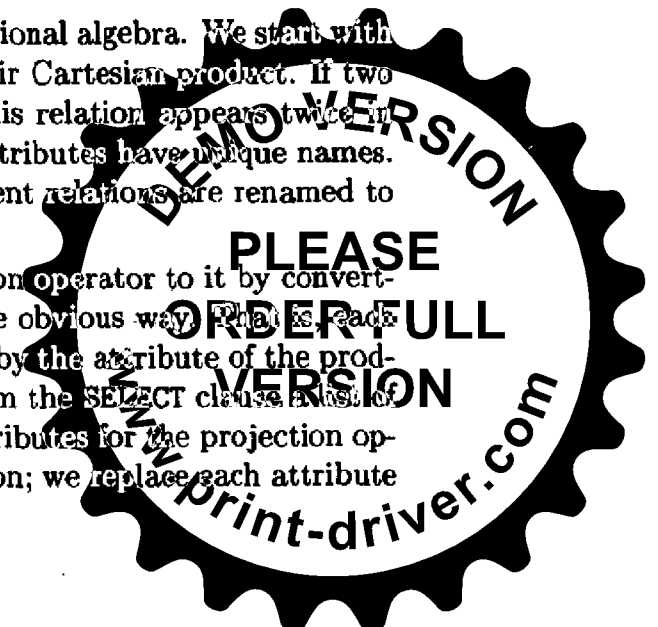 ional algebra. We start with
ir Cartesian product. If two
is relation appears twice in
tributes have unique names.
ent relations are renamed to
on operator to it by convert-
e obvious way. That is, each
by the attribute of the prod-
m the SELECT clause a list of
ributes for the projection op-
on; we replace each attribute
DEMO VERSION
PLEASE
ORDER FULL
VERSION
www.print-driver.com